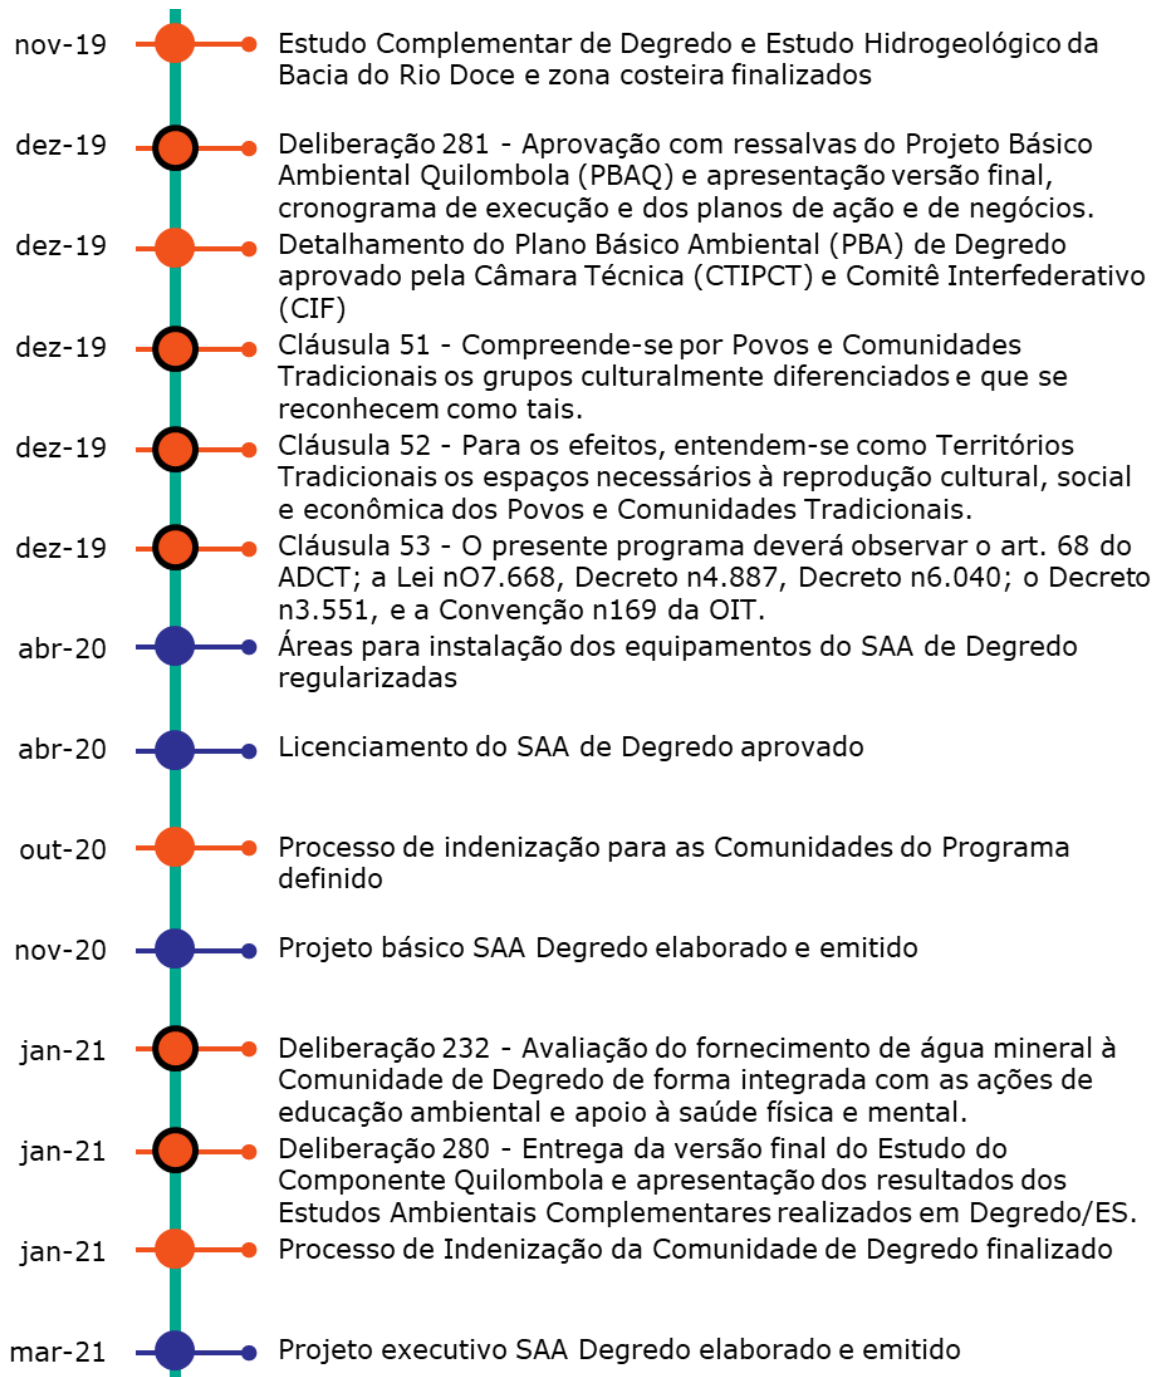 nov-19
Estudo Complementar de Degredo e Estudo Hidrogeológico da
Bacia do Rio Doce e zona costeira finalizados
dez-19
Deliberação 281 - Aprovação com ressalvas do Projeto Básico
Ambiental Quilombola (PBAQ) e apresentação versão final,
cronograma de execução e dos planos de ação e de negócios.
dez-19
Detalhamento do Plano Básico Ambiental (PBA) de Degredo
aprovado pela Câmara Técnica (CTIPCT) e Comitê Interfederativo
(CIF)
dez-19
Cláusula 51 - Compreende-se por Povos e Comunidades
Tradicionais os grupos culturalmente diferenciados e que se
reconhecem como tais.
dez-19
Cláusula 52 - Para os efeitos, entendem-se como Territórios
Tradicionais os espaços necessários à reprodução cultural, social
e econômica dos Povos e Comunidades Tradicionais.
dez-19
Cláusula 53 - O presente programa deverá observar o art. 68 do
ADCT; a Lei nO7.668, Decreto n4.887, Decreto n6.040; o Decreto
n3.551, e a Convenção n169 da OIT.
abr-20
Áreas para instalação dos equipamentos do SAA de Degredo
regularizadas
abr-20
Licenciamento do SAA de Degredo aprovado
out-20
Processo de indenização para as Comunidades do Programa
definido
nov-20
Projeto básico SAA Degredo elaborado e emitido
jan-21
Deliberação 232 - Avaliação do fornecimento de água mineral à
Comunidade de Degredo de forma integrada com as ações de
educação ambiental e apoio à saúde física e mental.
jan-21
Deliberação 280 - Entrega da versão final do Estudo do
Componente Quilombola e apresentação dos resultados dos
Estudos Ambientais Complementares realizados em Degredo/ES.
jan-21
Processo de Indenização da Comunidade de Degredo finalizado
mar-21
Projeto executivo SAA Degredo elaborado e emitido